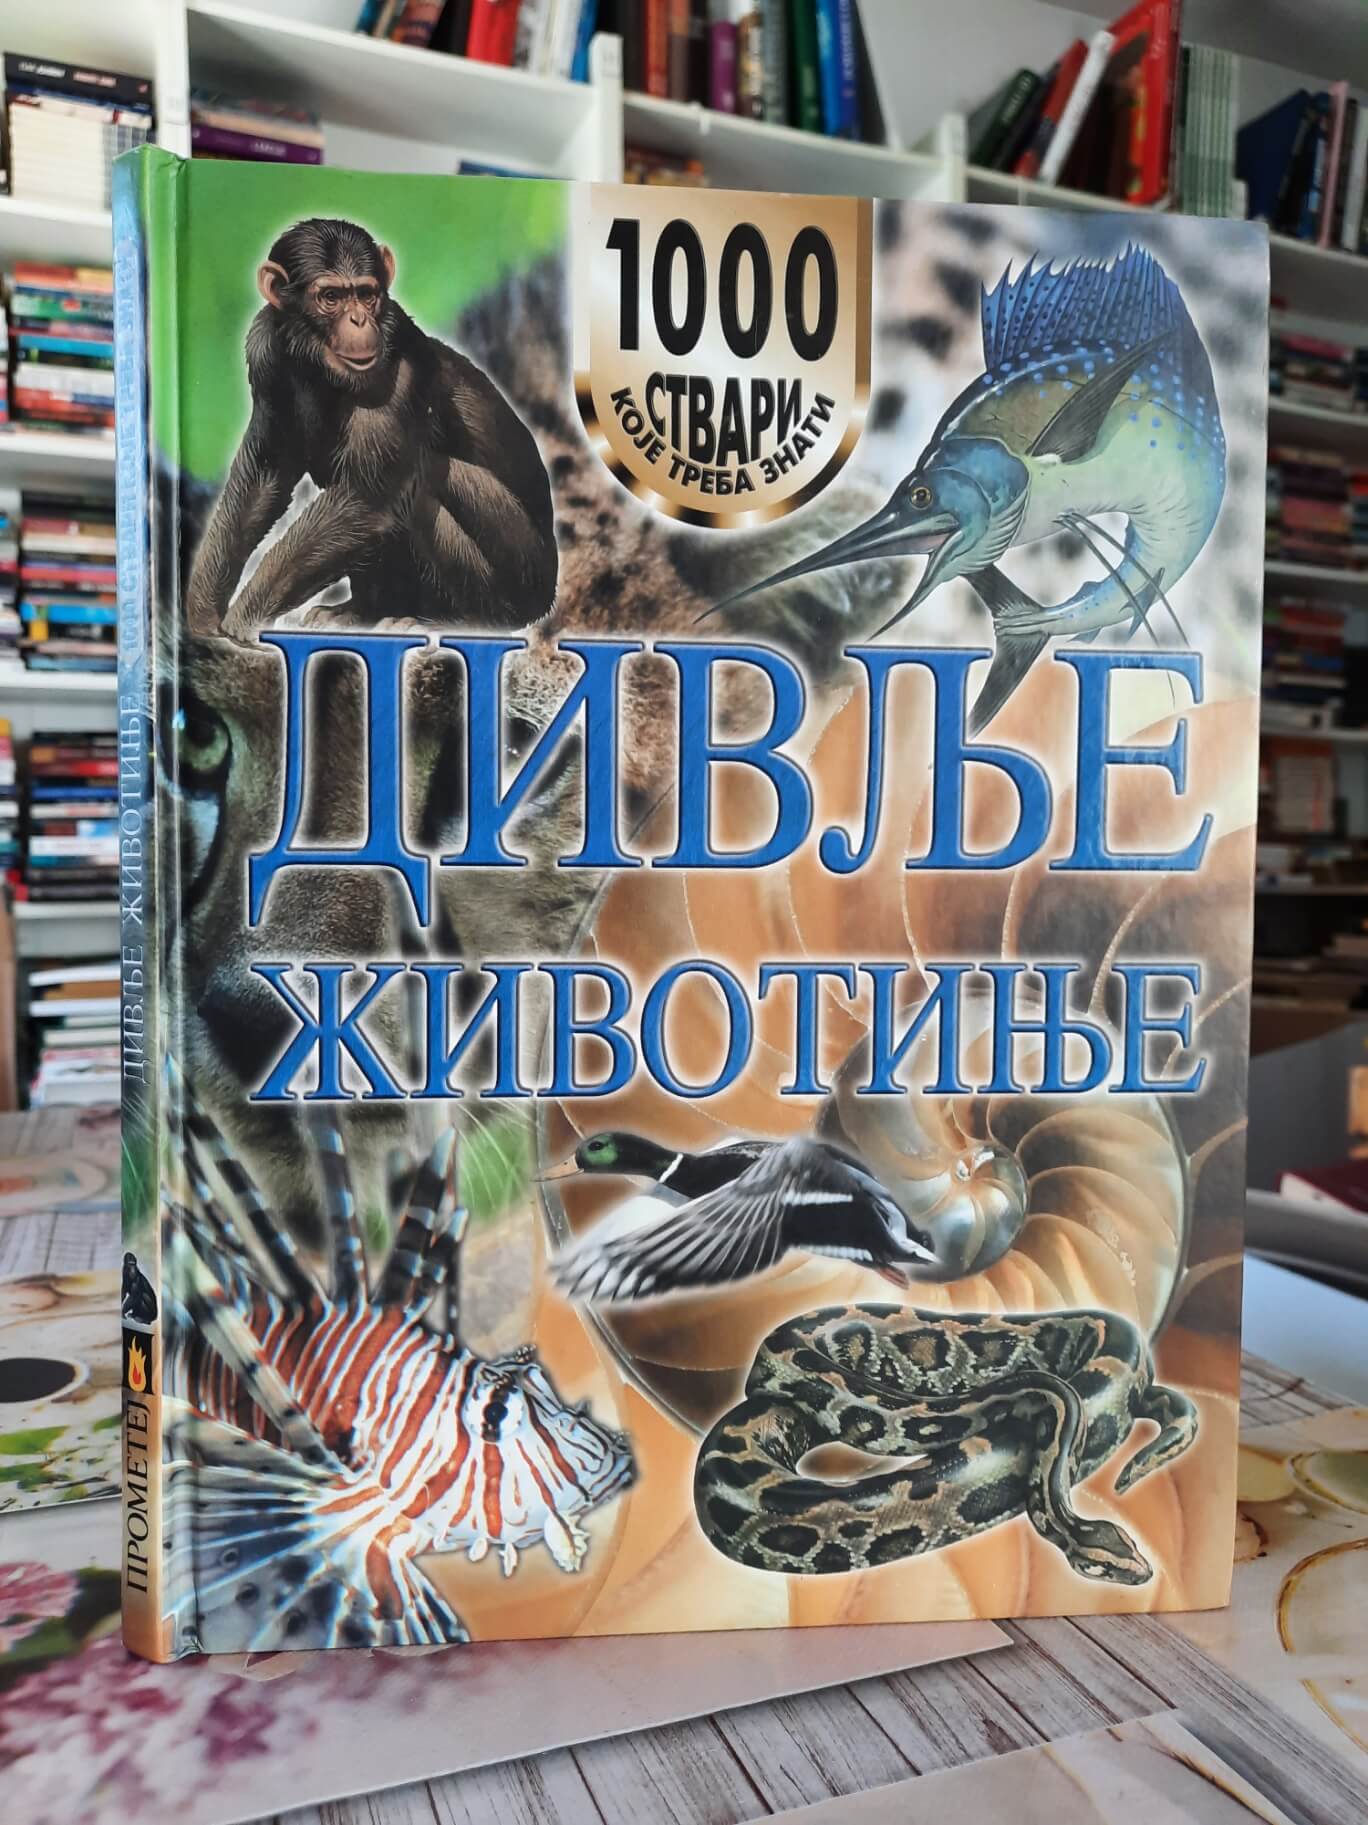 1000
СТВАРИ
КОЈЕ ТРЕБА ЗНАТИ
ДИВЉЕ
ЖИВОТИЊЕ
ДИВЉЕ ЖИВОТИЊЕ
ПРОМЕТЕЈ